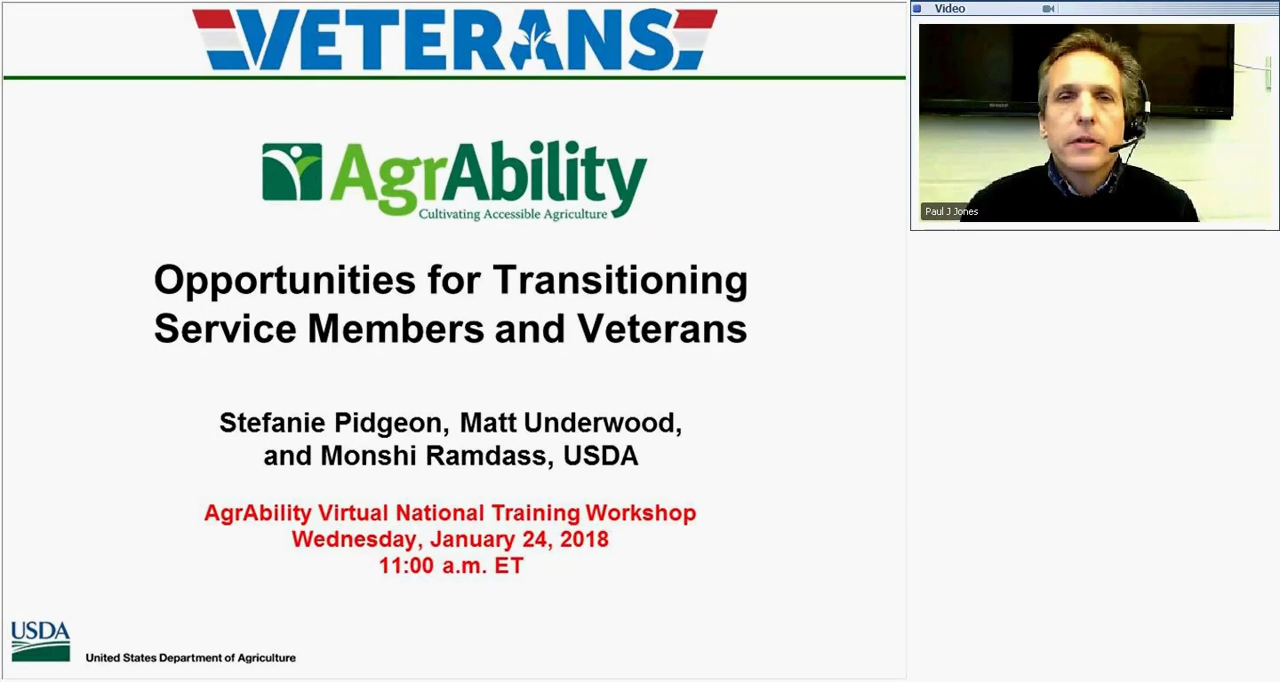 VETERANS
AgrAbility
Cultivating Accessible Agriculture
Opportunities for Transitioning
Service Members and Veterans
Stefanie Pidgeon, Matt Underwood,
and Monshi Ramdass, USDA
AgrAbility Virtual National Training Workshop
Wednesday, January 24, 2018
11:00 a.m. ET
USDA
United States Department of Agriculture
Video
Paul J Jones